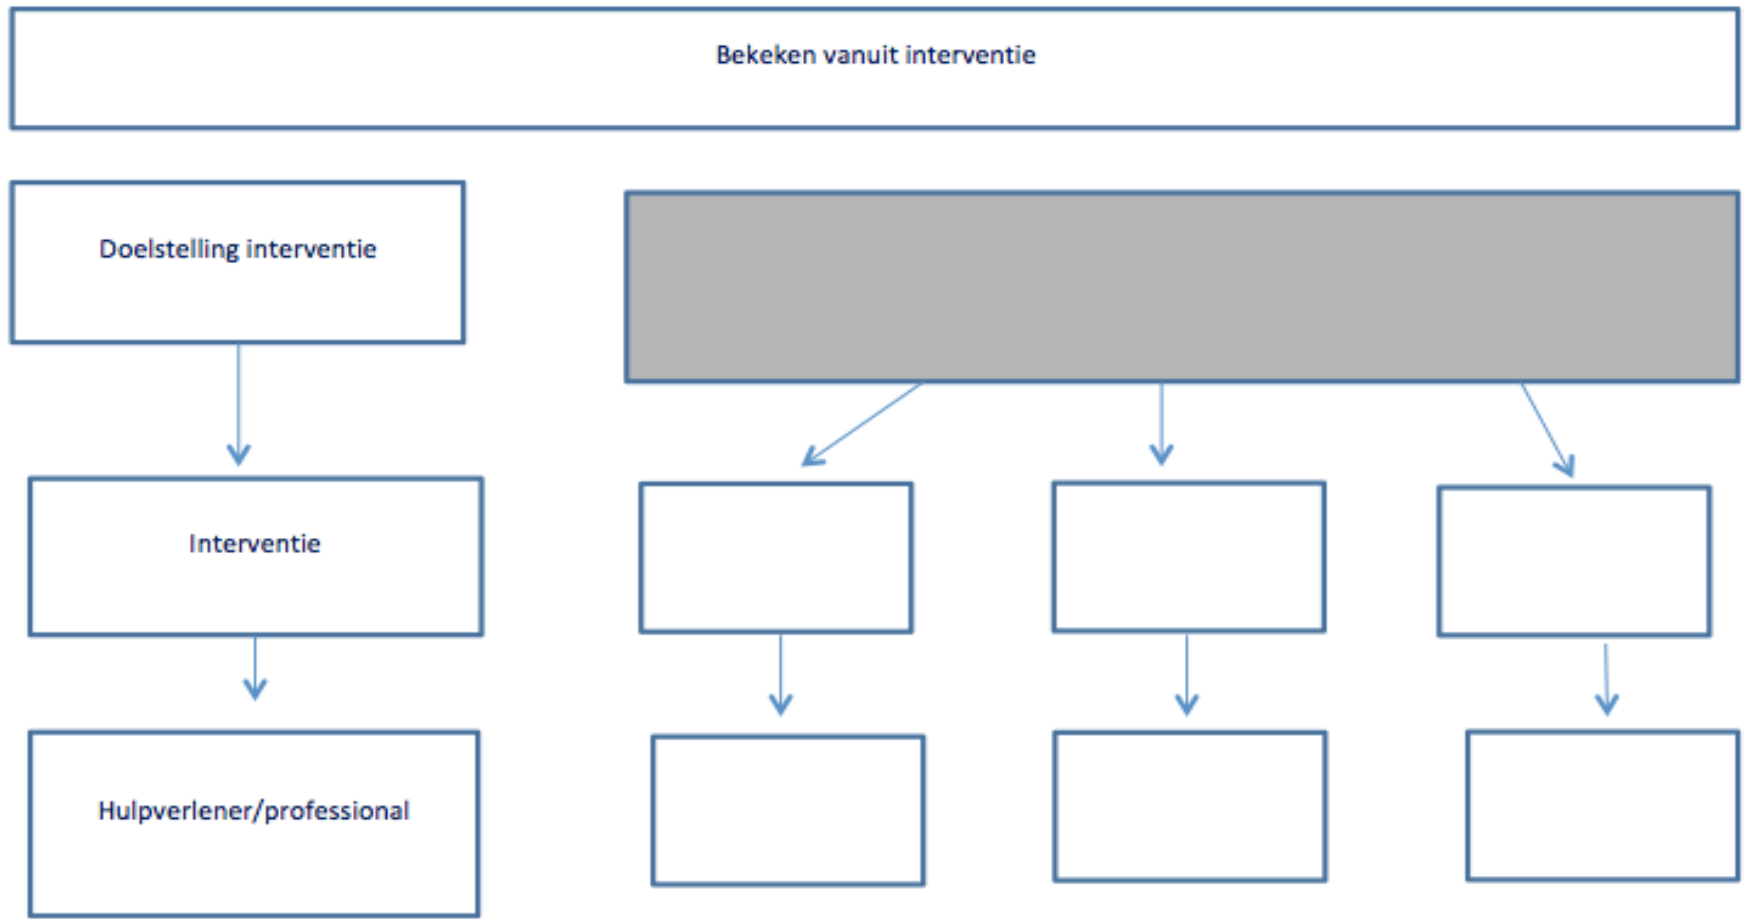 Bekeken vanuit interventie
Doelstelling interventie
Interventie
Hulpverlener/professional